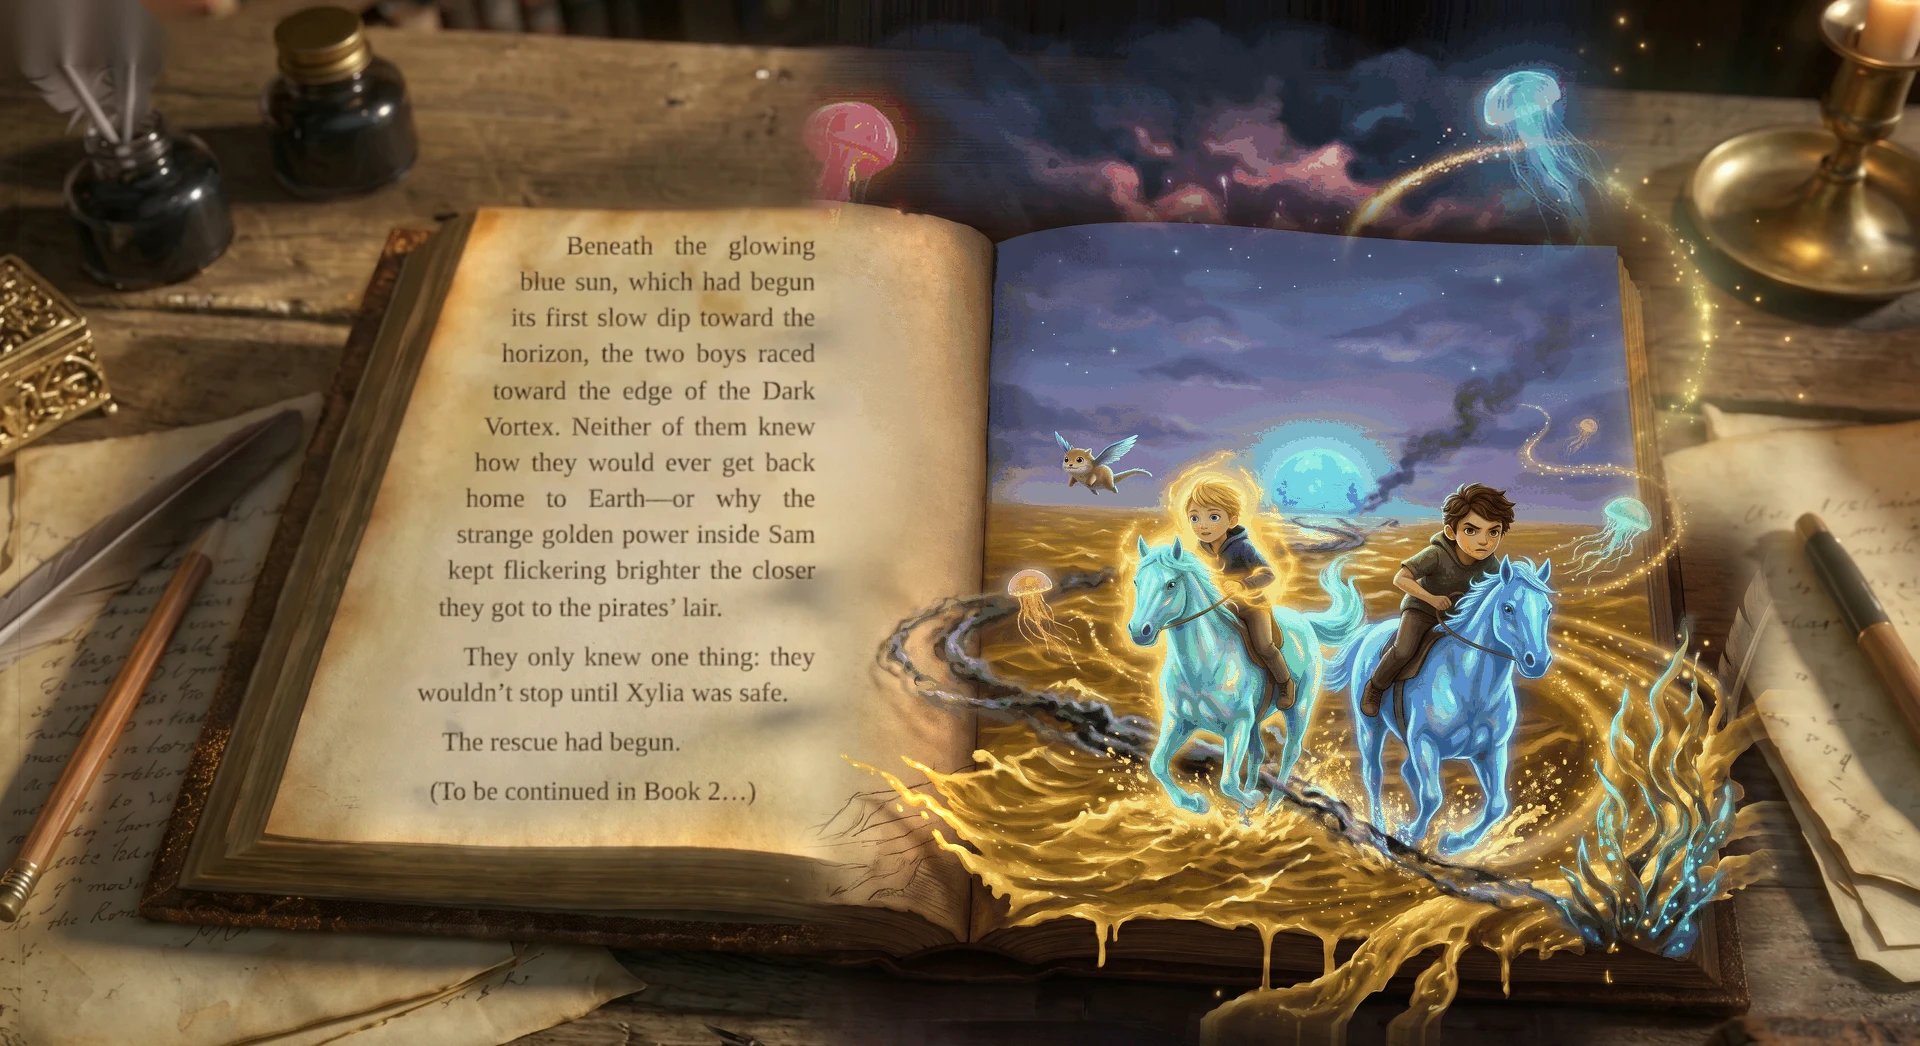 Beneath the glowing
blue sun, which had begun
its first slow dip toward the
horizon, the two boys raced
toward the edge of the Dark
Vortex. Neither of them knew
how they would ever get back
home to Earth—or why the
strange golden power inside Sam
kept flickering brighter the closer
they got to the pirates’ lair.
They only knew one thing: they
wouldn’t stop until Xylia was safe.
The rescue had begun.
(To be continued in Book 2…)